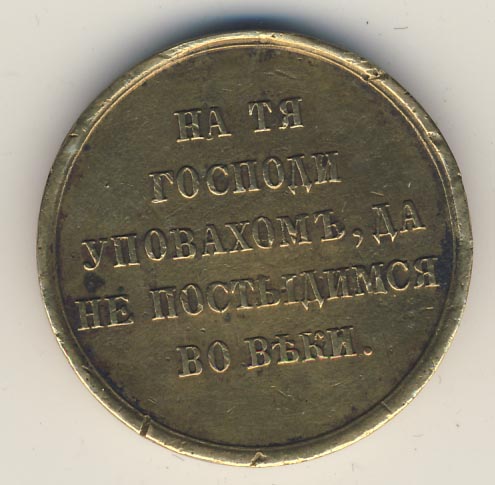 НА ТЯ
ГОСПОДИ
УПОВАХОМЪ, ДА
НЕ ПОСТЫДИМСЯ
ВО ВѢКИ.